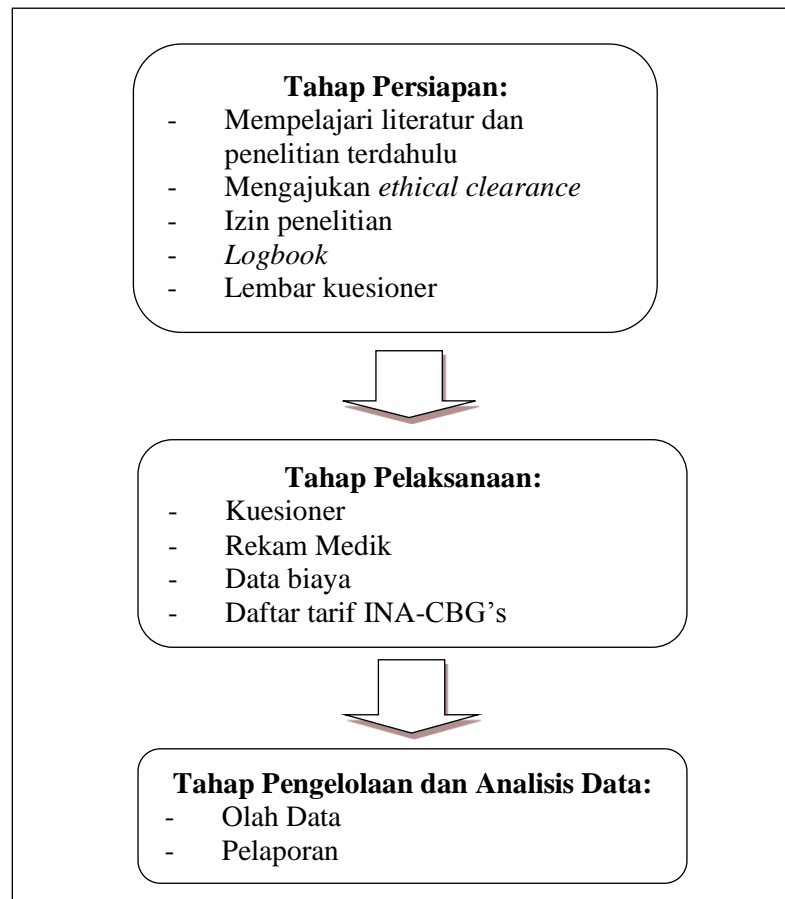 Tahap Persiapan:
- Mempelajari literatur dan
penelitian terdahulu
- Mengajukan ethical clearance
- Izin penelitian
- Logbook
- Lembar kuesioner
Tahap Pelaksanaan:
- Kuesioner
- Rekam Medik
- Data biaya
- Daftar tarif INA-CBG's
Tahap Pengelolaan dan Analisis Data:
- Olah Data
- Pelaporan